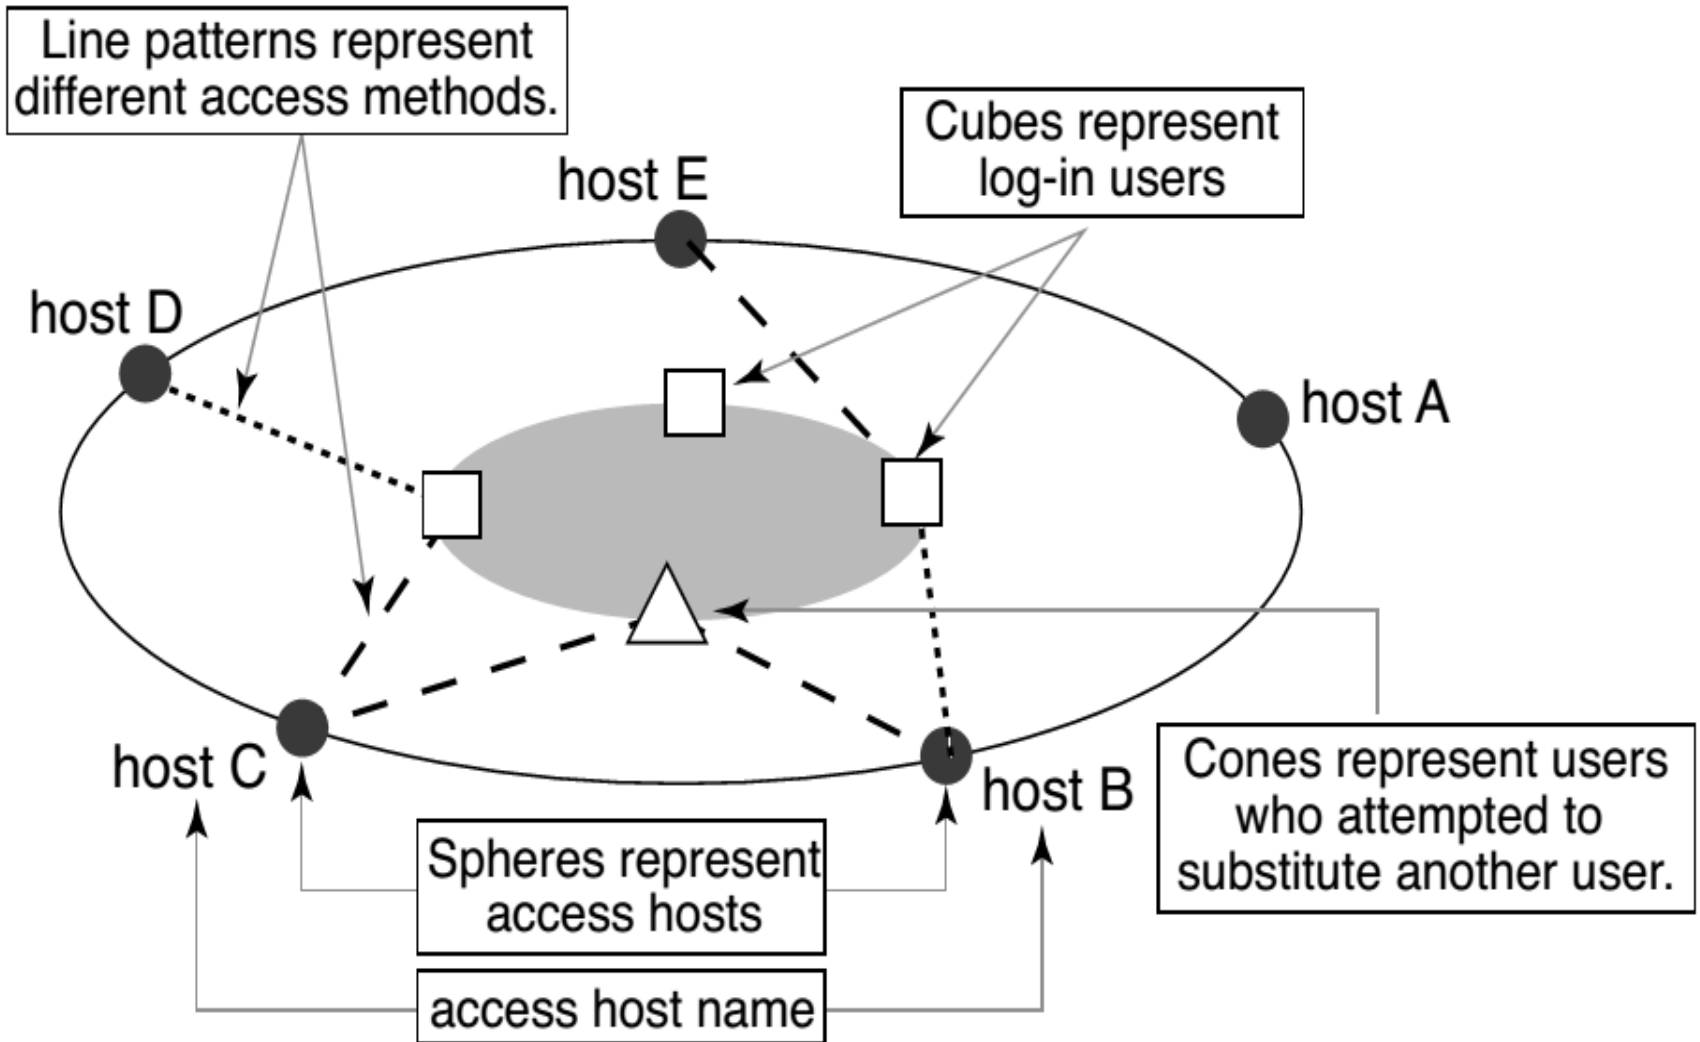 Line patterns represent
different access methods.
Cubes represent
log-in users
host E
host D
host A
host C
host B
Spheres represent
access hosts
access host name
Cones represent users
who attempted to
substitute another user.